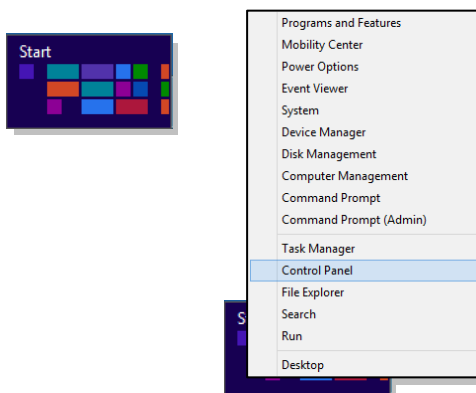 Start
Programs and Features
Mobility Center
Power Options
Event Viewer
System
Device Manager
Disk Management
Computer Management
Command Prompt
Command Prompt (Admin)
Task Manager
Control Panel
File Explorer
Search
Run
Desktop